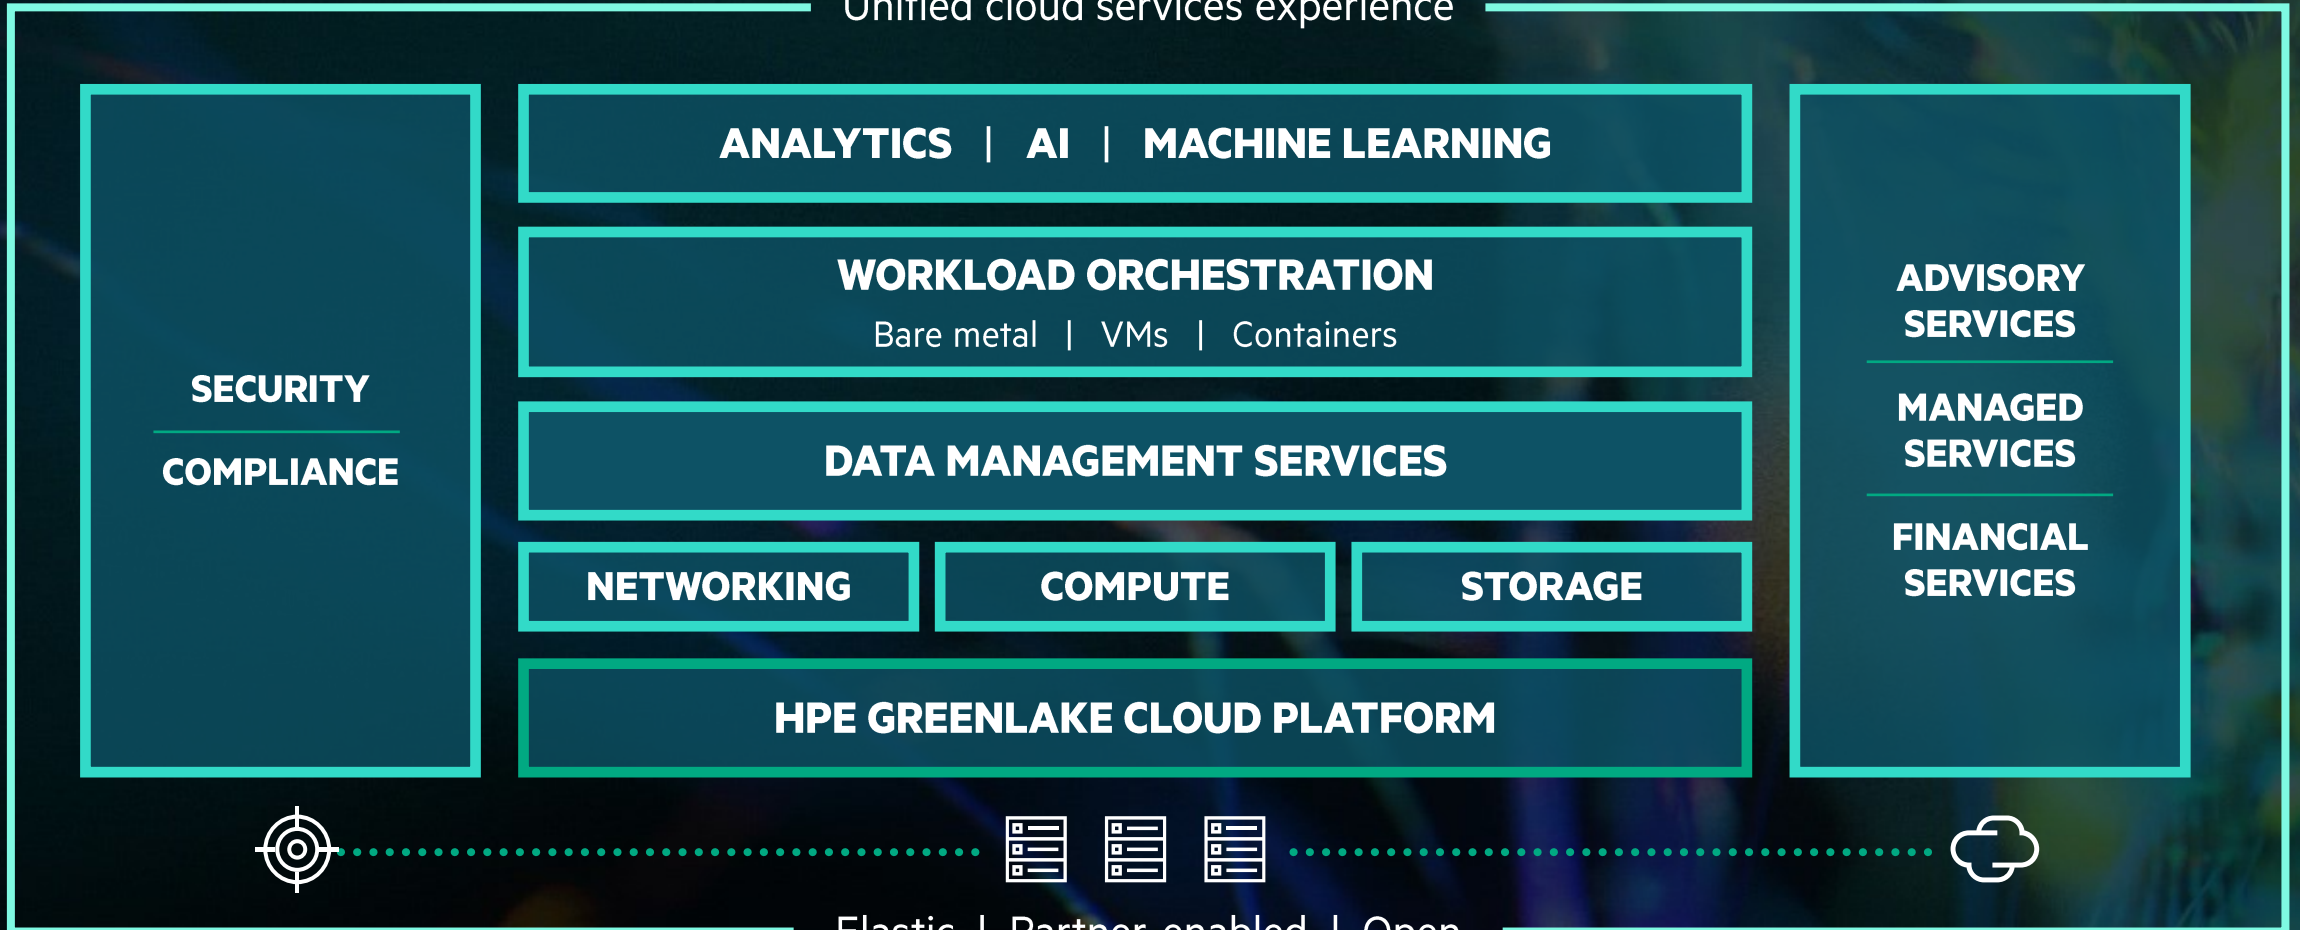 Unified cloud services experience
SECURITY
COMPLIANCE
ANALYTICS | AI | MACHINE LEARNING
WORKLOAD ORCHESTRATION
Bare metal | VMs | Containers
DATA MANAGEMENT SERVICES
NETWORKING
COMPUTE
STORAGE
HPE GREENLAKE CLOUD PLATFORM
ADVISORY
SERVICES
MANAGED
SERVICES
FINANCIAL
SERVICES
Elastic | Partner-enabled | Open